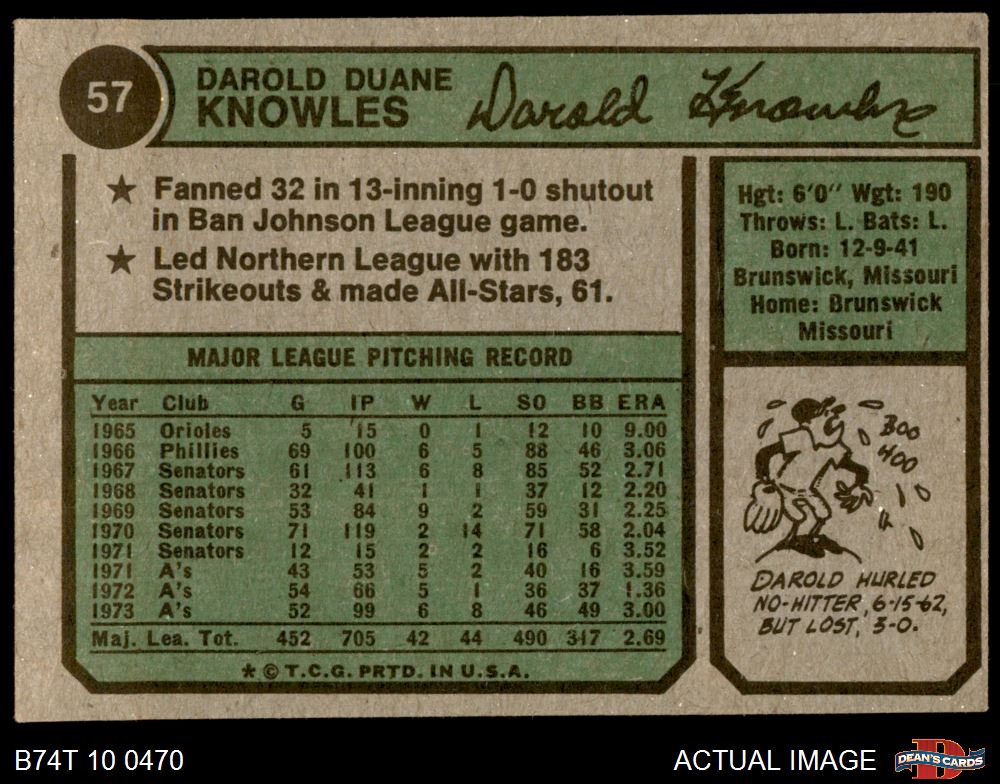 57
DAROLD DUANE
KNOWLES
Darold Knowles
★ Fanned 32 in 13-inning 1-0 shutout
in Ban Johnson League game.
★ Led Northern League with 183
Strikeouts & made All-Stars, 61.
Hgt: 6'0" Wgt: 190
Throws: L. Bats: L.
Born: 12-9-41
Brunswick, Missouri
Home: Brunswick
Missouri
MAJOR LEAGUE PITCHING RECORD
Year Club G IP W L SO BB ERA
1965 Orioles 5 15 0 1 12 10 9.00
1966 Phillies 69 100 6 5 88 46 3.06
1967 Senators 61 113 6 8 85 52 2.71
1968 Senators 32 41 1 1 37 12 2.20
1969 Senators 53 84 9 2 59 31 2.25
1970 Senators 71 119 2 14 71 58 2.04
1971 Senators 12 15 2 2 16 6 3.52
1971 A's 43 53 5 2 40 16 3.59
1972 A's 54 66 5 1 36 37 1.36
1973 A's 52 99 6 8 46 49 3.00
Maj. Lea. Tot. 452 705 42 44 490 317 2.69
* © T.C.G. PRTD. IN U.S.A.
BOO
HOO
DAROLD HURLED
NO-HITTER, 6-15-62,
BUT LOST, 3-0.
B74T 10 0470
ACTUAL IMAGE
DEAN'S CARDS